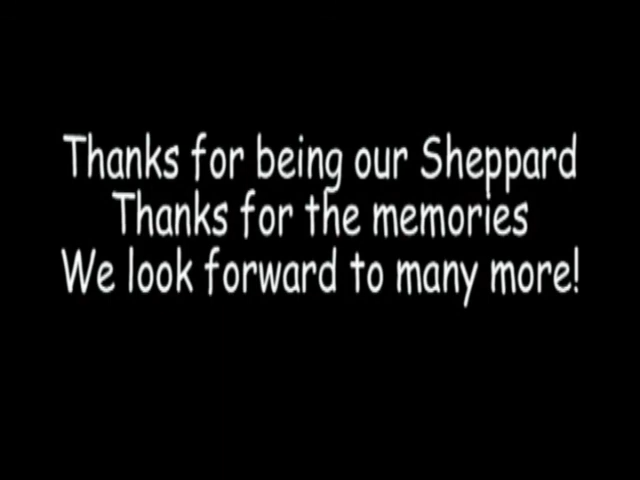 Thanks for being our Sheppard
Thanks for the memories
We look forward to many more!